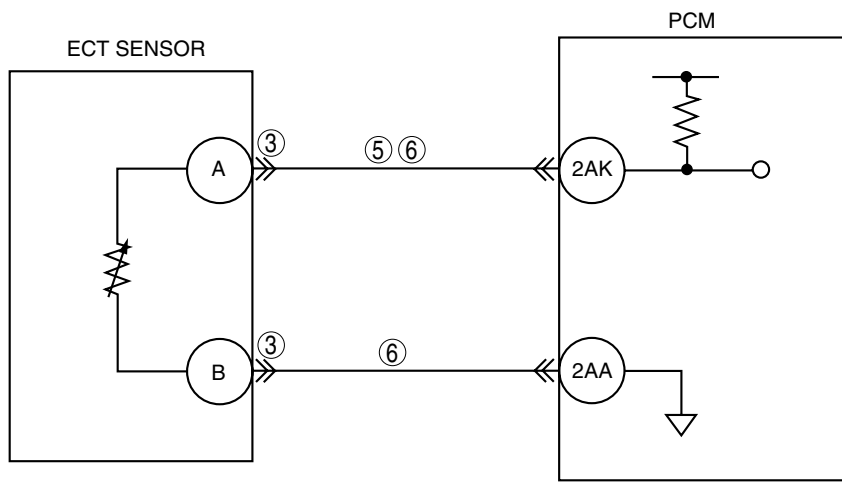 PCM
ECT SENSOR
③
⑤ ⑥
A
2AK
③
⑥
B
2AA